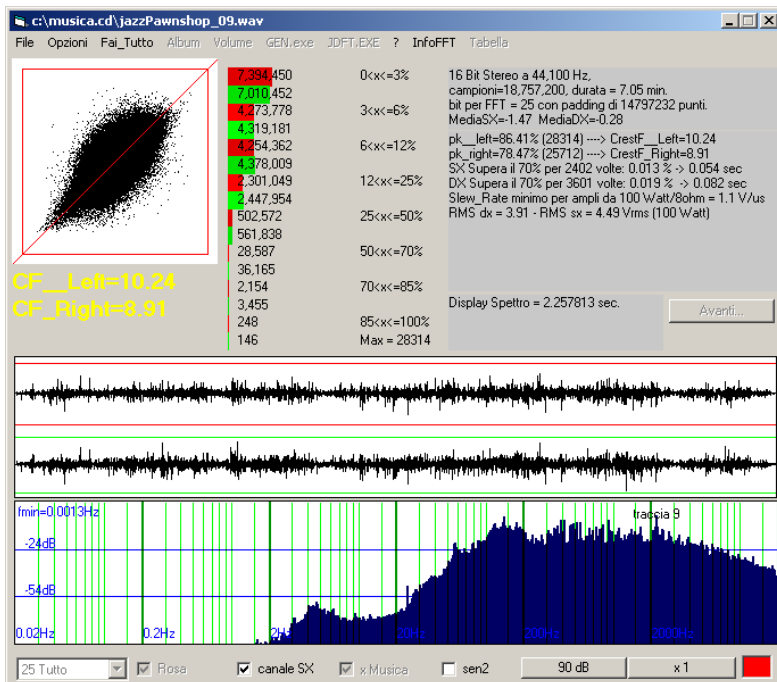 c:\musica.cd\jazzPawnshop_09.wav
File Opzioni Fai_Tutto Album Volume GEN.exe JDFT.EXE ? InfoFFT Tabella
7,394,450 0<x<=3%
7,010,452
4,273,778 3<x<=6%
4,319,181
4,254,362 6<x<=12%
4,378,009
2,301,049 12<x<=25%
2,447,954
502,572 25<x<=50%
561,838
28,587 50<x<=70%
36,165
2,154 70<x<=85%
3,455
248 85<x<=100%
146 Max = 28314
16 Bit Stereo a 44,100 Hz,
campioni=18,757,200, durata = 7.05 min.
bit per FFT = 25 con padding di 14797232 punti.
MediaSX=-1.47 MediaDX=-0.28
pk__left=86.41% (28314) ----> CrestF__Left=10.24
pk_right=78.47% (25712) ----> CrestF_Right=8.91
SX Supera il 70% per 2402 volte: 0.013 % -> 0.054 sec
DX Supera il 70% per 3601 volte: 0.019 % -> 0.082 sec
Slew_Rate minimo per ampli da 100 Watt/8ohm = 1.1 V/us
RMS dx = 3.91 - RMS sx = 4.49 Vrms (100 Watt)
CF__Left=10.24
CF_Right=8.91
Display Spettro = 2.257813 sec.
Avanti...
fmin=0.0013Hz traccia 9
-24dB
-54dB
0.02Hz 0.2Hz 2Hz 20Hz 200Hz 2000Hz
25 Tutto Rosa canale SX x Musica sen2 90 dB x 1